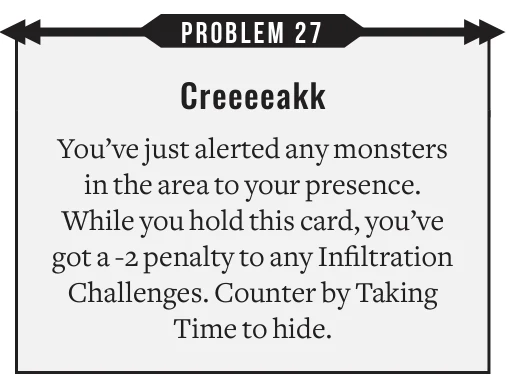 PROBLEM 27
Creeeeakk
You’ve just alerted any monsters
in the area to your presence.
While you hold this card, you’ve
got a -2 penalty to any Infiltration
Challenges. Counter by Taking
Time to hide.